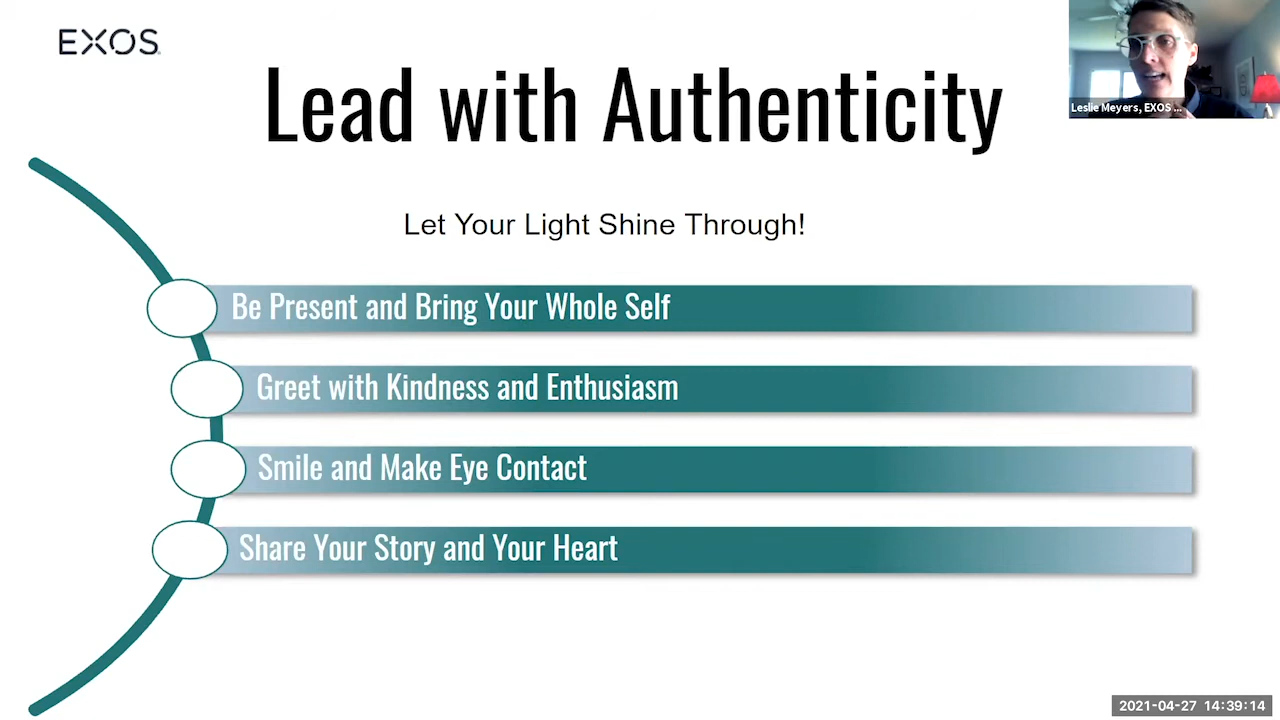 EXOS
Lead with Authenticity
Leslie Meyers, EXOS ...
Let Your Light Shine Through!
Be Present and Bring Your Whole Self
Greet with Kindness and Enthusiasm
Smile and Make Eye Contact
Share Your Story and Your Heart
2021-04-27 14:39:14